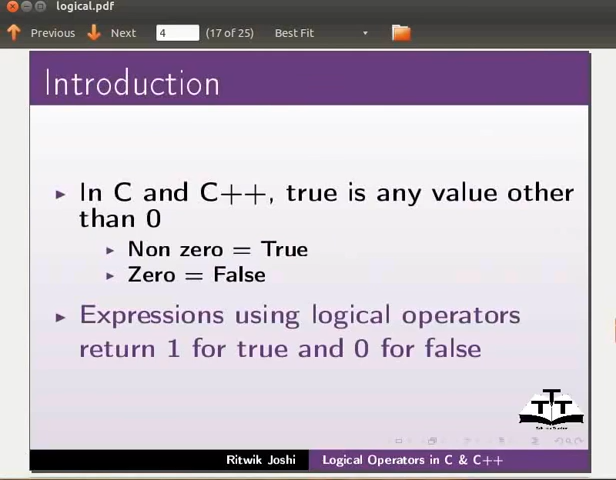 logical.pdf
Previous Next 4 (17 of 25) Best Fit
Introduction
In C and C++, true is any value other
than 0
Non zero = True
Zero = False
Expressions using logical operators
return 1 for true and 0 for false
TTT
Ritwik Joshi Logical Operators in C & C++